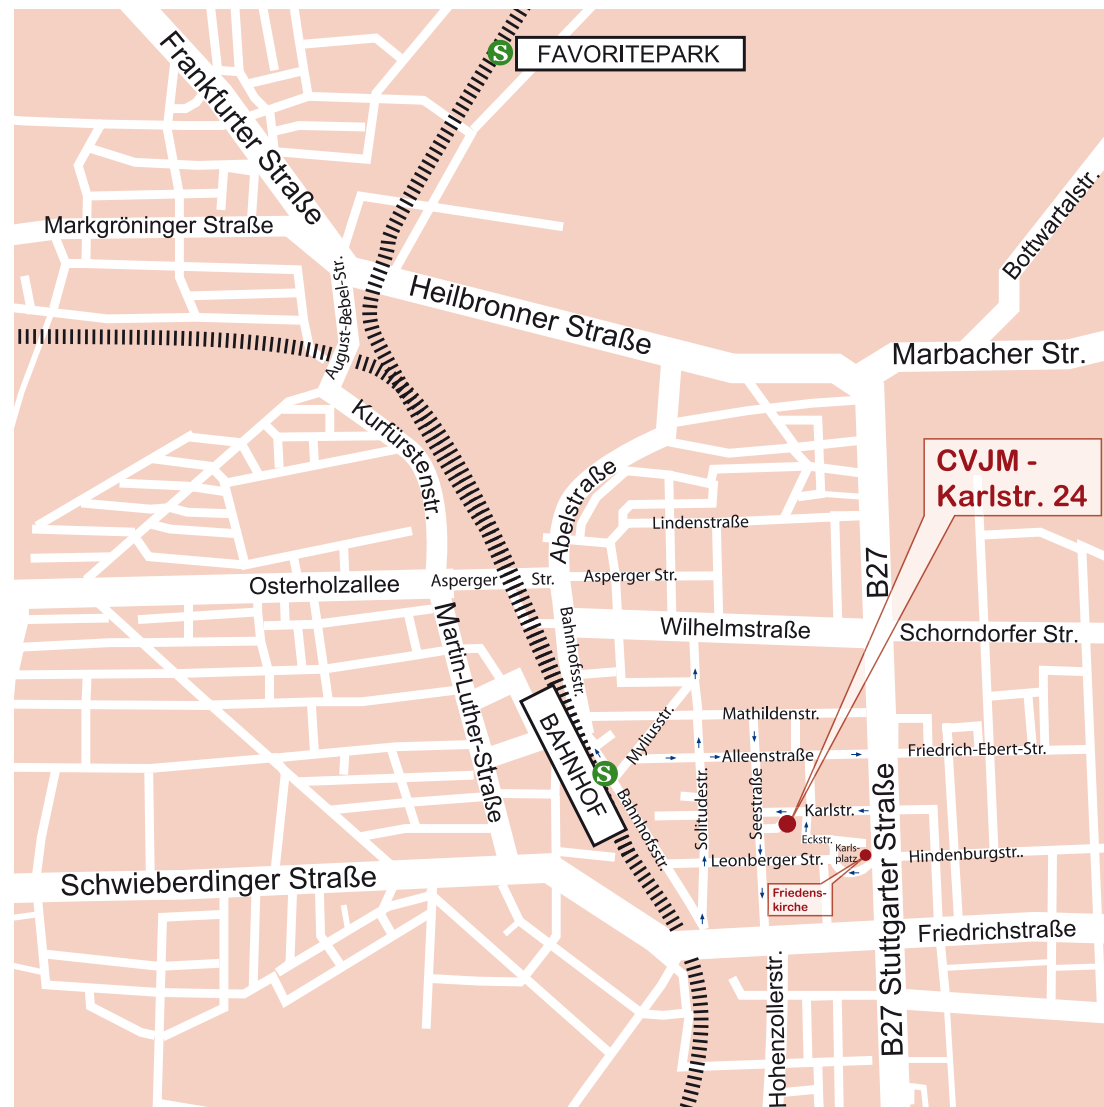 S
FAVORITEPARK
Frankfurter Straße
Markgröninger Straße
Bottwartalstr.
August-Bebel-Str.
Heilbronner Straße
Marbacher Str.
Kurfürstenstr.
CVJM -
Karlstr. 24
Abelstraße
Lindenstraße
B27
Osterholzallee
Asperger
Str.
Asperger Str.
Martin-Luther-Straße
Bahnhofsstr.
Wilhelmstraße
Schorndorfer Str.
BAHNHOF
S
Myliusstr.
Mathildenstr.
Alleenstraße
Friedrich-Ebert-Str.
Bahnhofsstr.
Solitudestr.
Seestraße
Karlstr.
Eckstr.
Karls-
platz
Leonberger Str.
Hindenburgstr..
Schwieberdinger Straße
Friedens-
kirche
Friedrichstraße
B27 Stuttgarter Straße
Hohenzollerstr.